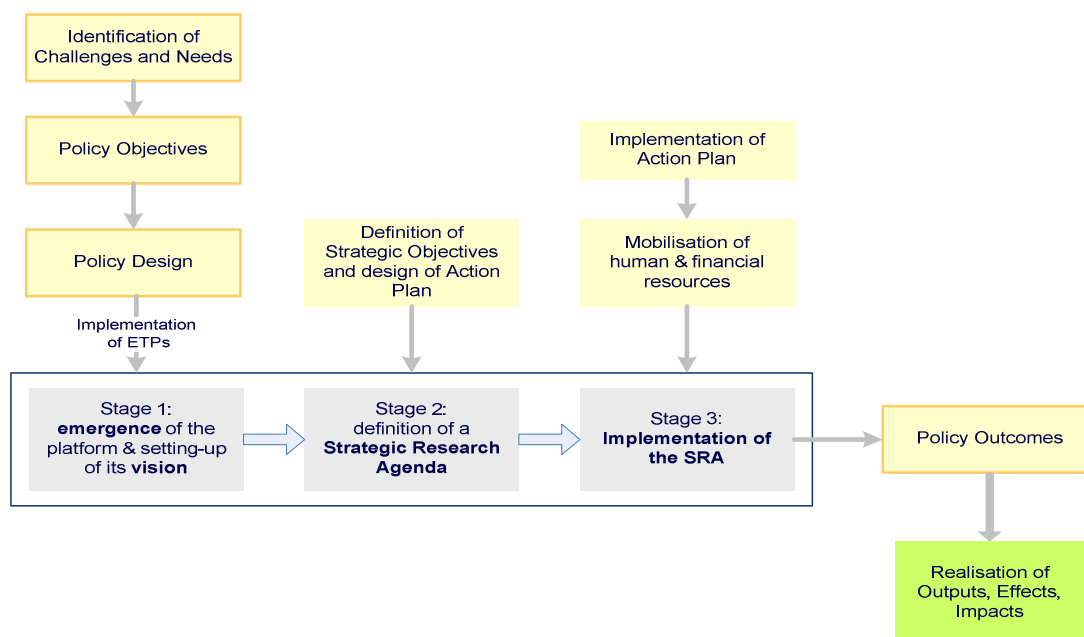 Identification of
Challenges and Needs
Policy Objectives
Policy Design
Implementation
of ETPs
Definition of
Strategic Objectives
and design of Action
Plan
Implementation of
Action Plan
Mobilisation of
human & financial
resources
Stage 1:
emergence of the
platform & setting-up
of its vision
Stage 2:
definition of a
Strategic Research
Agenda
Stage 3:
Implementation of
the SRA
Policy Outcomes
Realisation of
Outputs, Effects,
Impacts